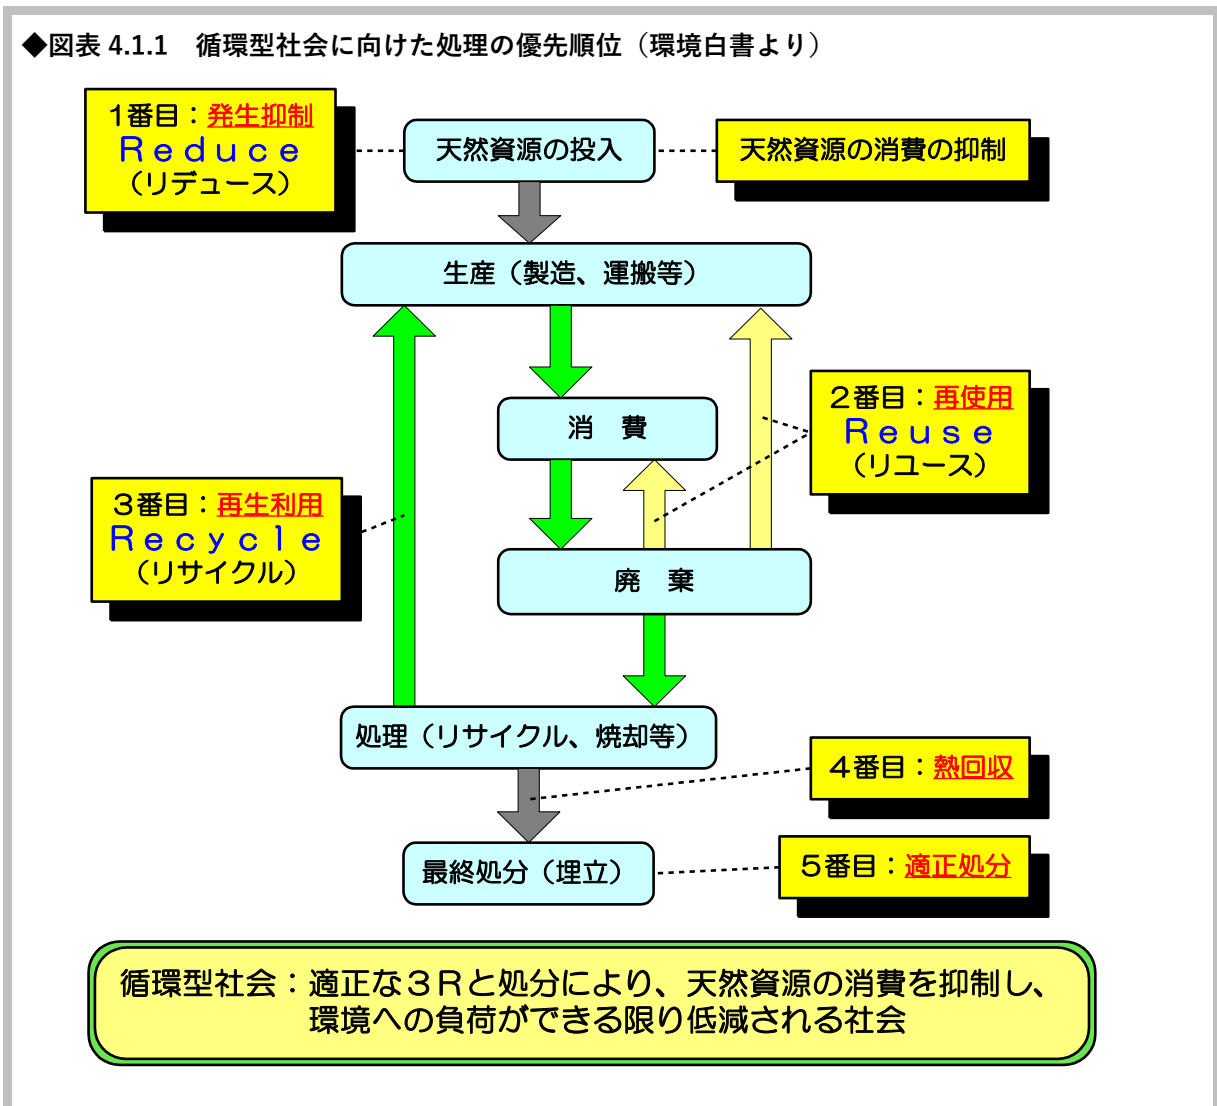 ◆図表 4.1.1　循環型社会に向けた処理の優先順位（環境白書より）
１番目：発生抑制
Ｒｅｄｕｃｅ
（リデュース）
天然資源の投入
天然資源の消費の抑制
生産（製造、運搬等）
２番目：再使用
Ｒｅｕｓｅ
（リユース）
消　費
３番目：再生利用
Ｒｅｃｙｃｌｅ
（リサイクル）
廃　棄
処理（リサイクル、焼却等）
４番目：熱回収
最終処分（埋立）
５番目：適正処分
循環型社会：適正な３Ｒと処分により、天然資源の消費を抑制し、
環境への負荷ができる限り低減される社会